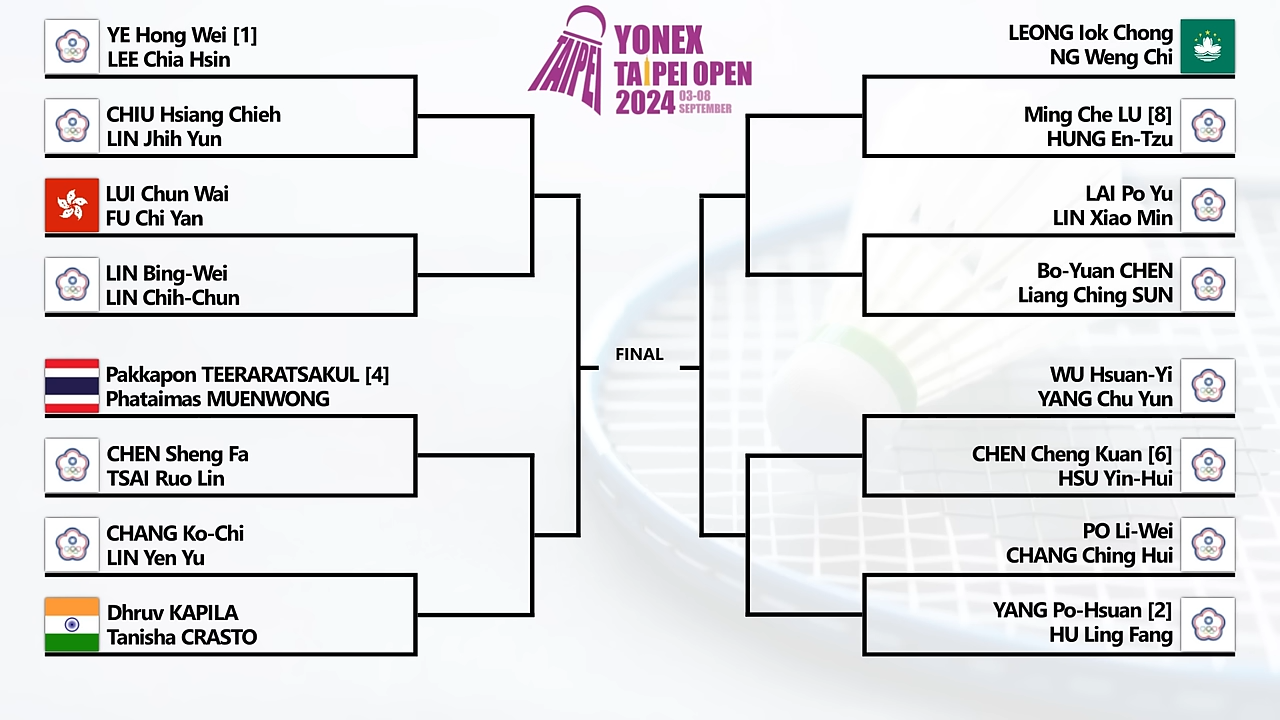 YE Hong Wei [1]
LEE Chia Hsin
CHIU Hsiang Chieh
LIN Jhih Yun
LUI Chun Wai
FU Chi Yan
LIN Bing-Wei
LIN Chih-Chun
Pakkapon TEERARATSAKUL [4]
Phataimas MUENWONG
CHEN Sheng Fa
TSAI Ruo Lin
CHANG Ko-Chi
LIN Yen Yu
Dhruv KAPILA
Tanisha CRASTO
TAIPEI
YONEX
TAIPEI OPEN
2024 03-08
SEPTEMBER
FINAL
LEONG Iok Chong
NG Weng Chi
Ming Che LU [8]
HUNG En-Tzu
LAI Po Yu
LIN Xiao Min
Bo-Yuan CHEN
Liang Ching SUN
WU Hsuan-Yi
YANG Chu Yun
CHEN Cheng Kuan [6]
HSU Yin-Hui
PO Li-Wei
CHANG Ching Hui
YANG Po-Hsuan [2]
HU Ling Fang